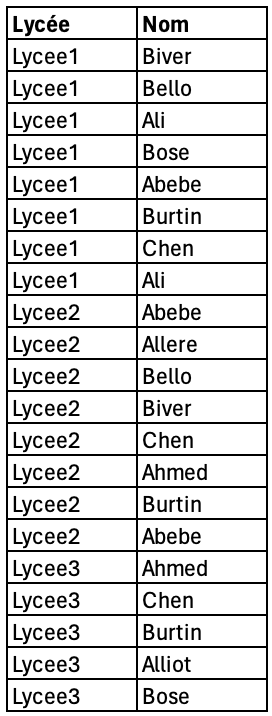 Lycée Nom
Lycee1 Biver
Lycee1 Bello
Lycee1 Ali
Lycee1 Bose
Lycee1 Abebe
Lycee1 Burtin
Lycee1 Chen
Lycee1 Ali
Lycee2 Abebe
Lycee2 Allere
Lycee2 Bello
Lycee2 Biver
Lycee2 Chen
Lycee2 Ahmed
Lycee2 Burtin
Lycee2 Abebe
Lycee3 Ahmed
Lycee3 Chen
Lycee3 Burtin
Lycee3 Alliot
Lycee3 Bose